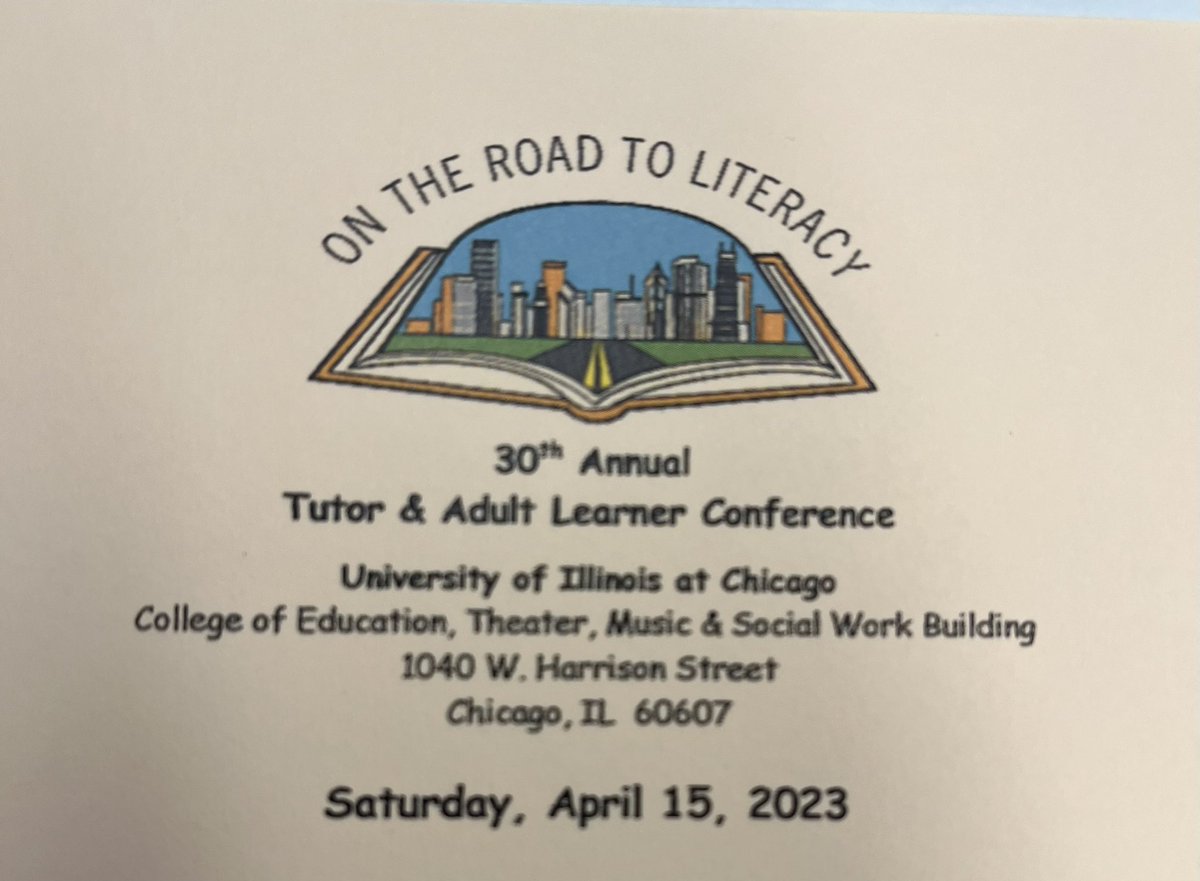 ON THE ROAD TO LITERACY
30th Annual
Tutor & Adult Learner Conference
University of Illinois at Chicago
College of Education, Theater, Music & Social Work Building
1040 W. Harrison Street
Chicago, IL 60607
Saturday, April 15, 2023